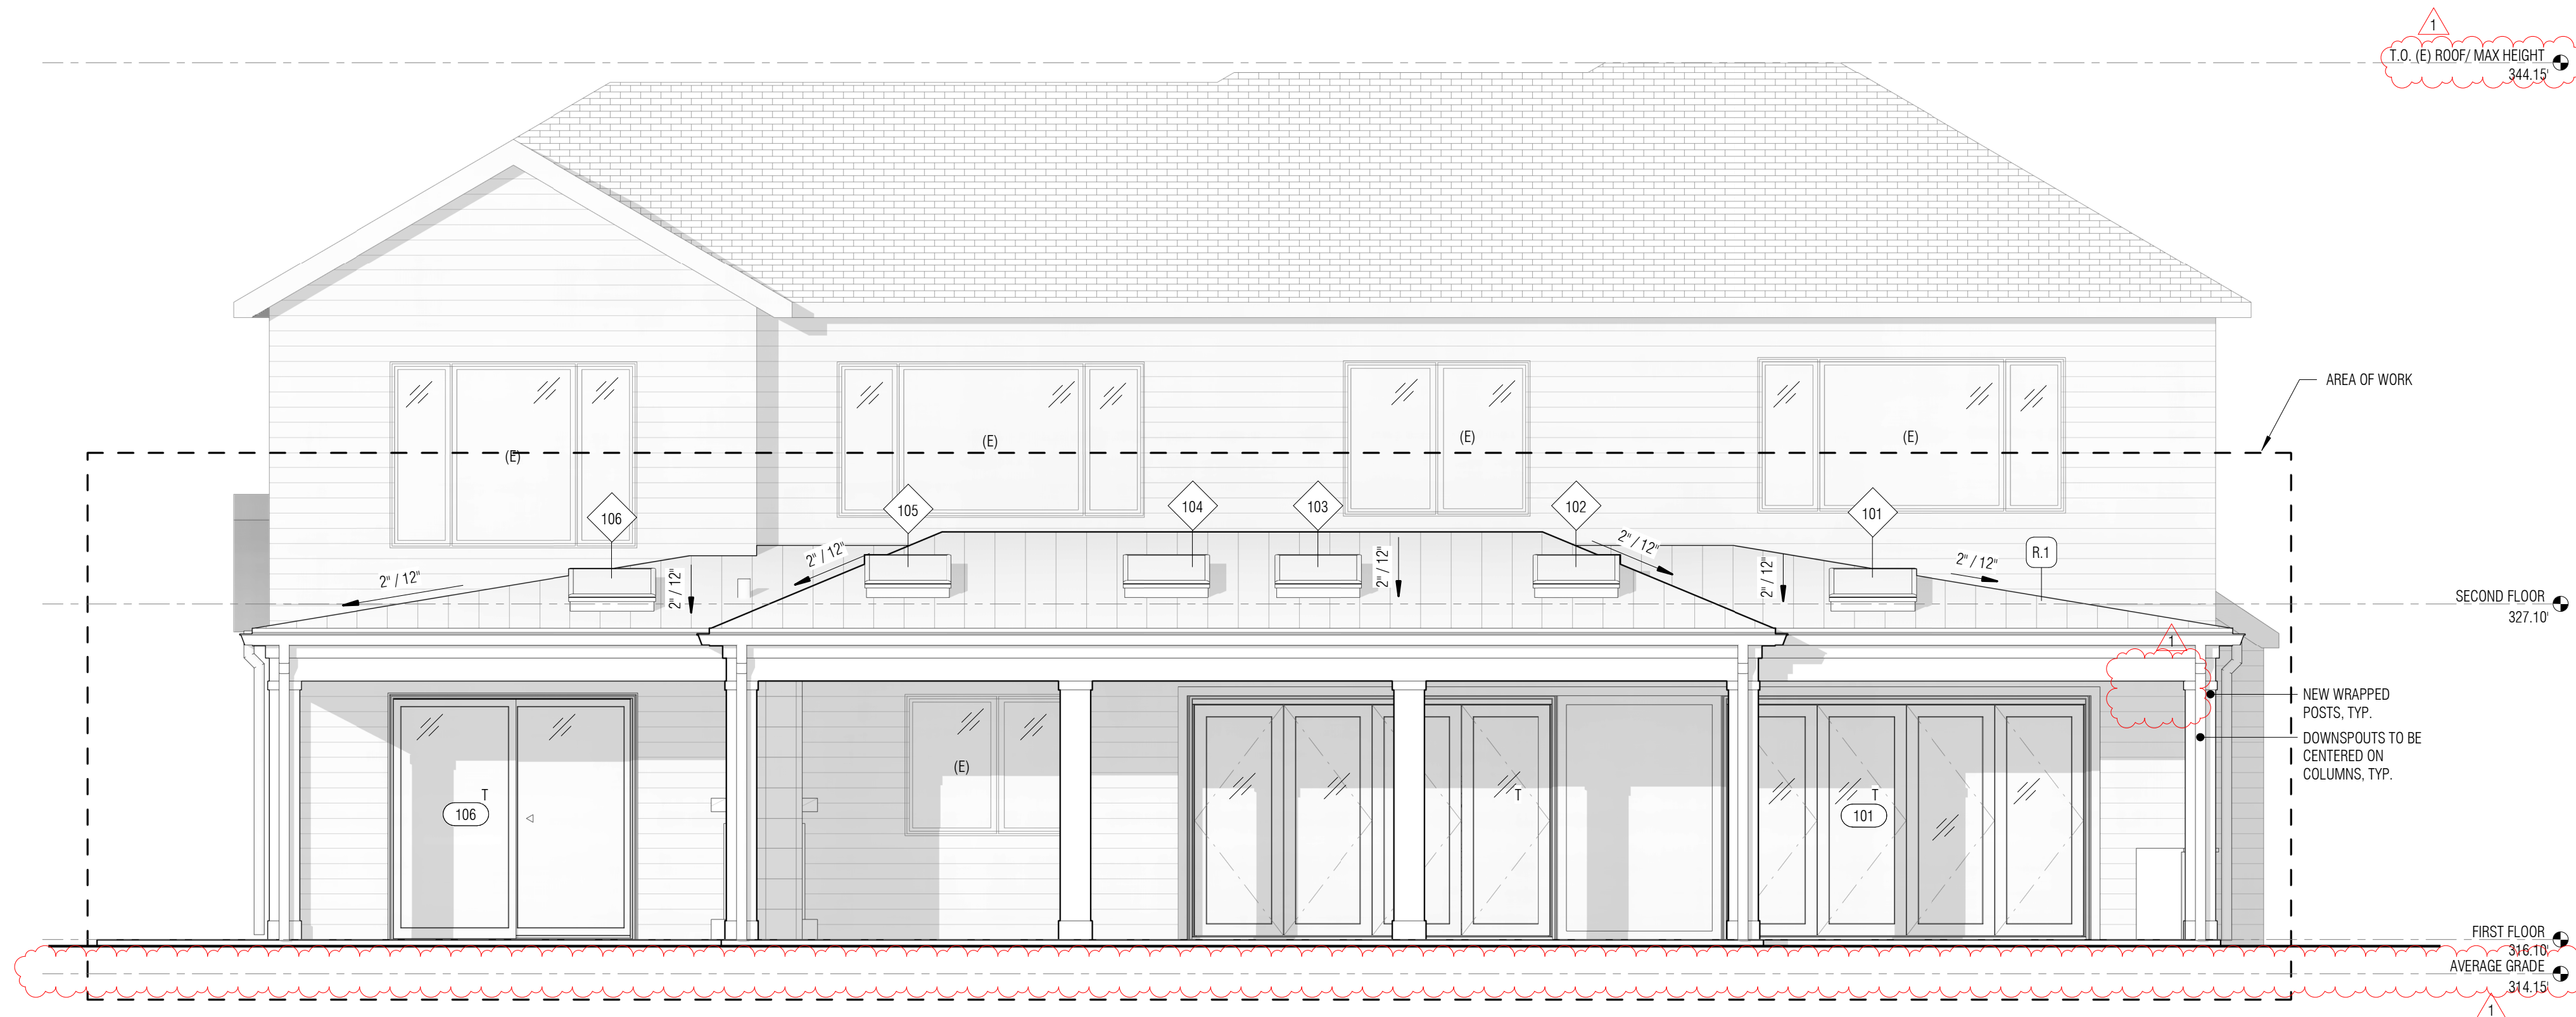 1
T.O. (E) ROOF/ MAX HEIGHT
344.15'
AREA OF WORK
(E)
(E)
(E)
(E)
106
105
104
103
102
101
2" / 12"
2" / 12"
2" / 12"
2" / 12"
2" / 12"
2" / 12"
2" / 12"
R.1
SECOND FLOOR
327.10'
1
NEW WRAPPED
POSTS, TYP.
DOWNSPOUTS TO BE
CENTERED ON
COLUMNS, TYP.
(E)
T
106
T
T
101
FIRST FLOOR
316.10'
AVERAGE GRADE
314.15'
1